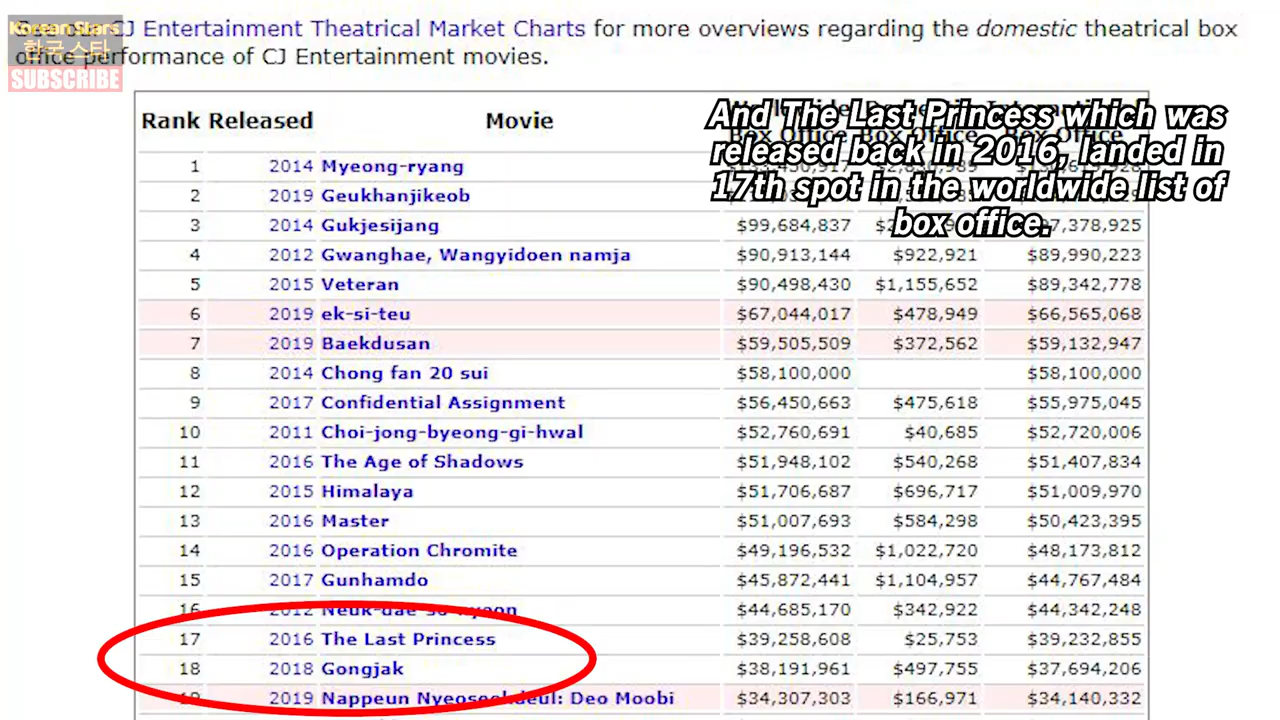 Korean Stars
한국 스타
SUBSCRIBE
CJ Entertainment Theatrical Market Charts for more overviews regarding the domestic theatrical box
office performance of CJ Entertainment movies.
And The Last Princess which was
released back in 2016, landed in
17th spot in the worldwide list of
box office.
Rank Released Movie Box Office Box Office Box Office
1 2014 Myeong-ryang
2 2019 Geukhanjikeob
3 2014 Gukjesijang $99,684,837
4 2012 Gwanghae, Wangyidoen namja $90,913,144 $922,921 $89,990,223
5 2015 Veteran $90,498,430 $1,155,652 $89,342,778
6 2019 ek-si-teu $67,044,017 $478,949 $66,565,068
7 2019 Baekdusan $59,505,509 $372,562 $59,132,947
8 2014 Chong fan 20 sui $58,100,000 $58,100,000
9 2017 Confidential Assignment $56,450,663 $475,618 $55,975,045
10 2011 Choi-jong-byeong-gi-hwal $52,760,691 $40,685 $52,720,006
11 2016 The Age of Shadows $51,948,102 $540,268 $51,407,834
12 2015 Himalaya $51,706,687 $696,717 $51,009,970
13 2016 Master $51,007,693 $584,298 $50,423,395
14 2016 Operation Chromite $49,196,532 $1,022,720 $48,173,812
15 2017 Gunhamdo $45,872,441 $1,104,957 $44,767,484
16 2012 Neuk-dae-so-nyeon $44,685,170 $342,922 $44,342,248
17 2016 The Last Princess $39,258,608 $25,753 $39,232,855
18 2018 Gongjak $38,191,961 $497,755 $37,694,206
19 2019 Nappeun Nyeoseokdeul: Deo Moobi $34,307,303 $166,971 $34,140,332